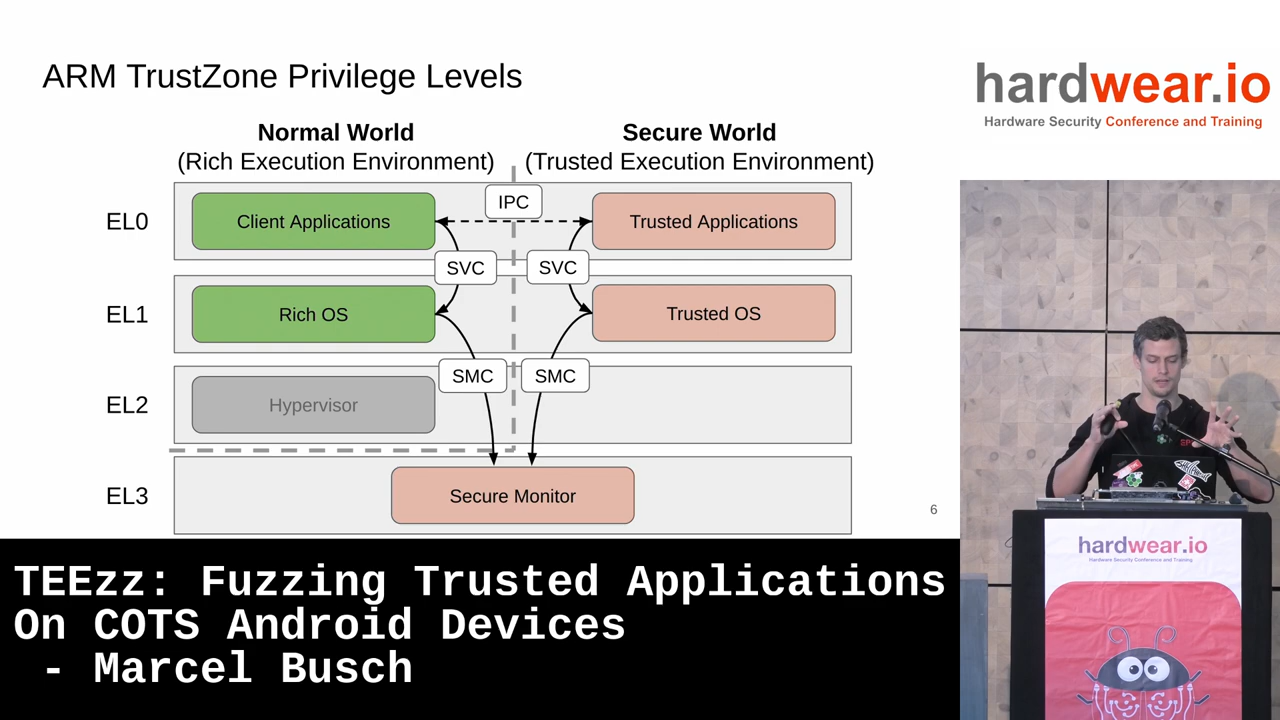 ARM TrustZone Privilege Levels
Normal World
(Rich Execution Environment)
Secure World
(Trusted Execution Environment)
EL0
Client Applications
IPC
Trusted Applications
SVC
SVC
EL1
Rich OS
Trusted OS
SMC
SMC
EL2
Hypervisor
EL3
Secure Monitor
6
TEEzz: Fuzzing Trusted Applications
On COTS Android Devices
- Marcel Busch
hardwear.io
Hardware Security Conference and Training
hardwear.io
Hardware Security Conference and Training